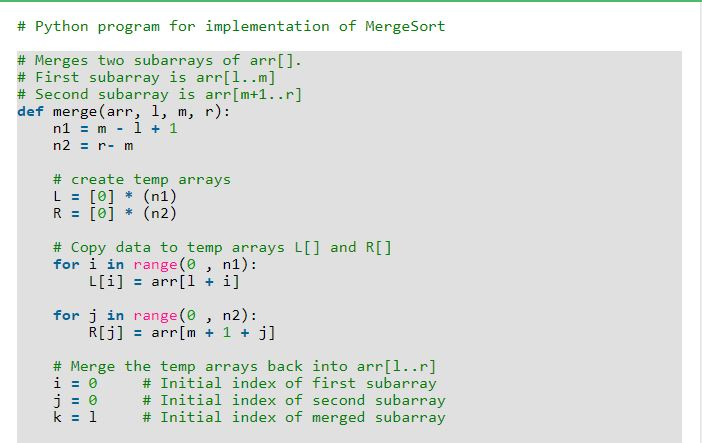 # Python program for implementation of MergeSort
# Merges two subarrays of arr[].
# First subarray is arr[l..m]
# Second subarray is arr[m+1..r]
def merge(arr, l, m, r):
    n1 = m - l + 1
    n2 = r- m
    # create temp arrays
    L = [0] * (n1)
    R = [0] * (n2)
    # Copy data to temp arrays L[] and R[]
    for i in range(0 , n1):
        L[i] = arr[l + i]
    for j in range(0 , n2):
        R[j] = arr[m + 1 + j]
    # Merge the temp arrays back into arr[l..r]
    i = 0     # Initial index of first subarray
    j = 0     # Initial index of second subarray
    k = l     # Initial index of merged subarray